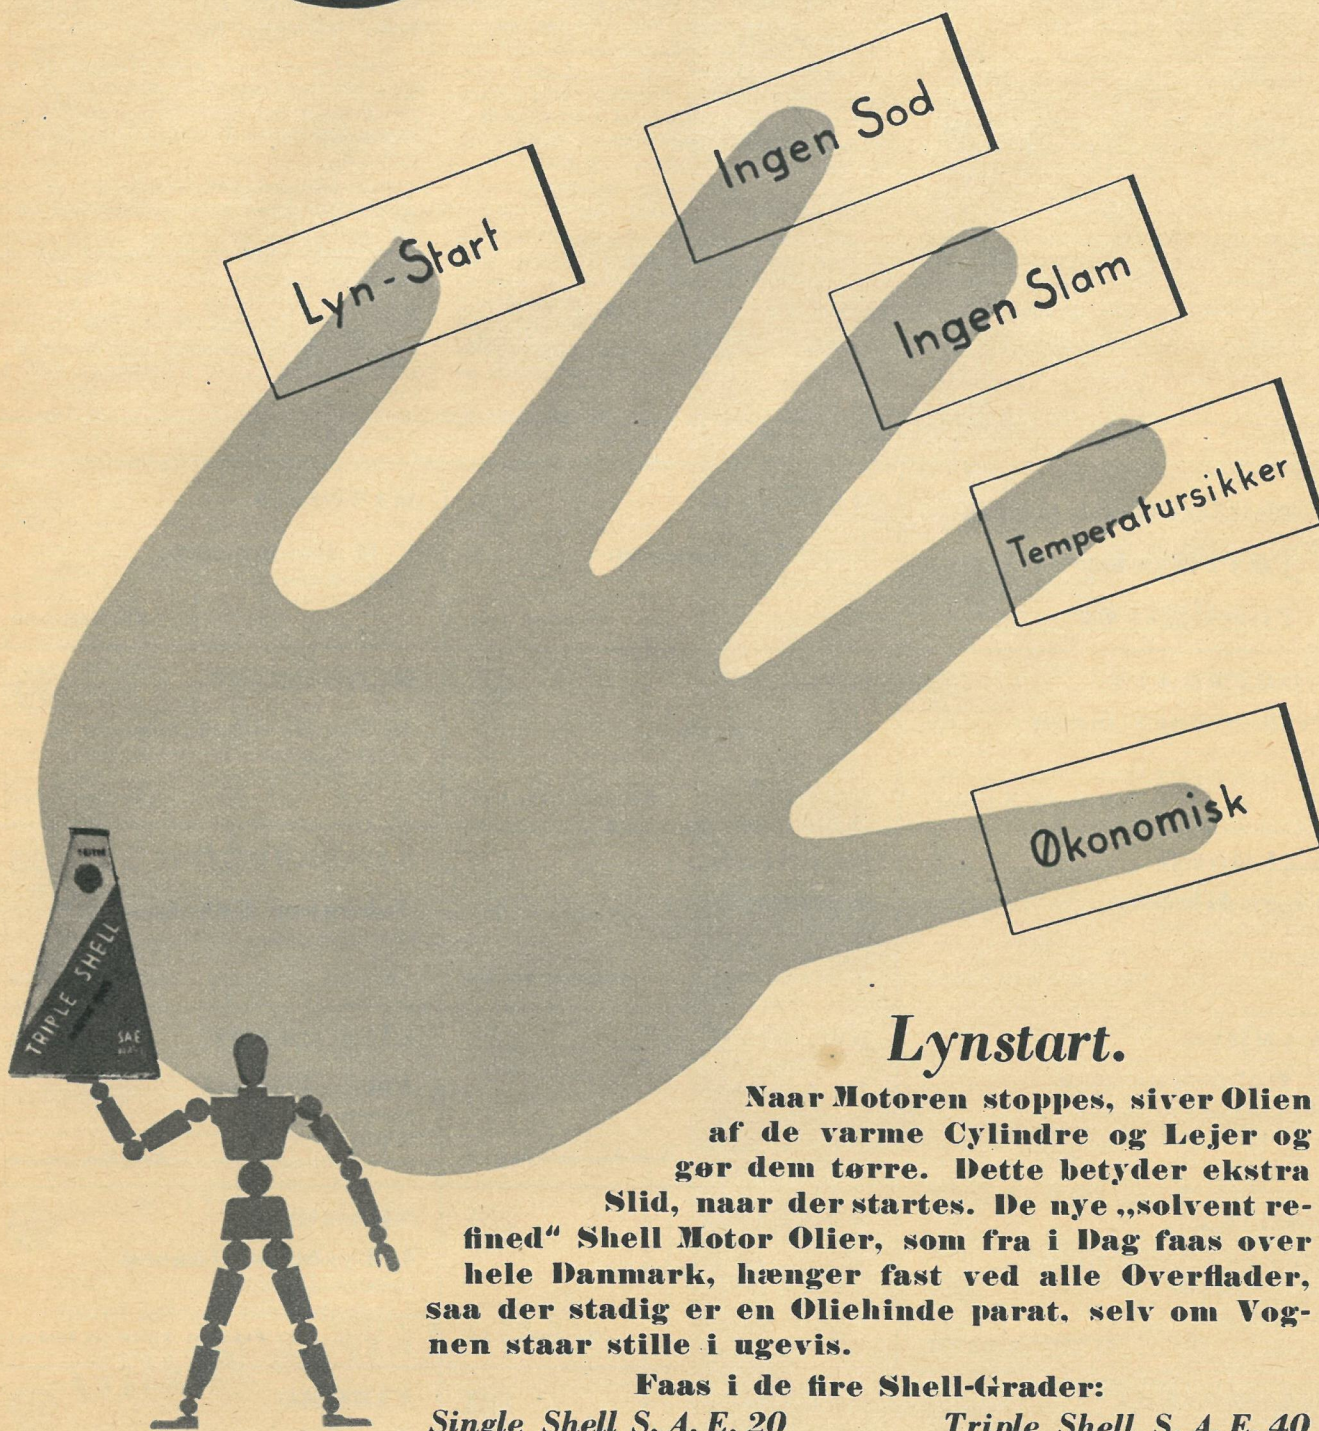 Ingen Sod
Lyn-Start
Ingen Slam
Temperatursikker
Økonomisk
TRIPLE SHELL
SAE
Lynstart.
Naar Motoren stoppes, siver Olien
af de varme Cylindre og Lejer og
gør dem tørre. Dette betyder ekstra
Slid, naar der startes. De nye „solvent re-
fined“ Shell Motor Olier, som fra i Dag faas over
hele Danmark, hænger fast ved alle Overflader,
saa der stadig er en Oliehinde parat, selv om Vog-
nen staar stille i ugevis.
Faas i de fire Shell-Grader:
Single Shell S. A. E. 20 Triple Shell S. A. E. 40